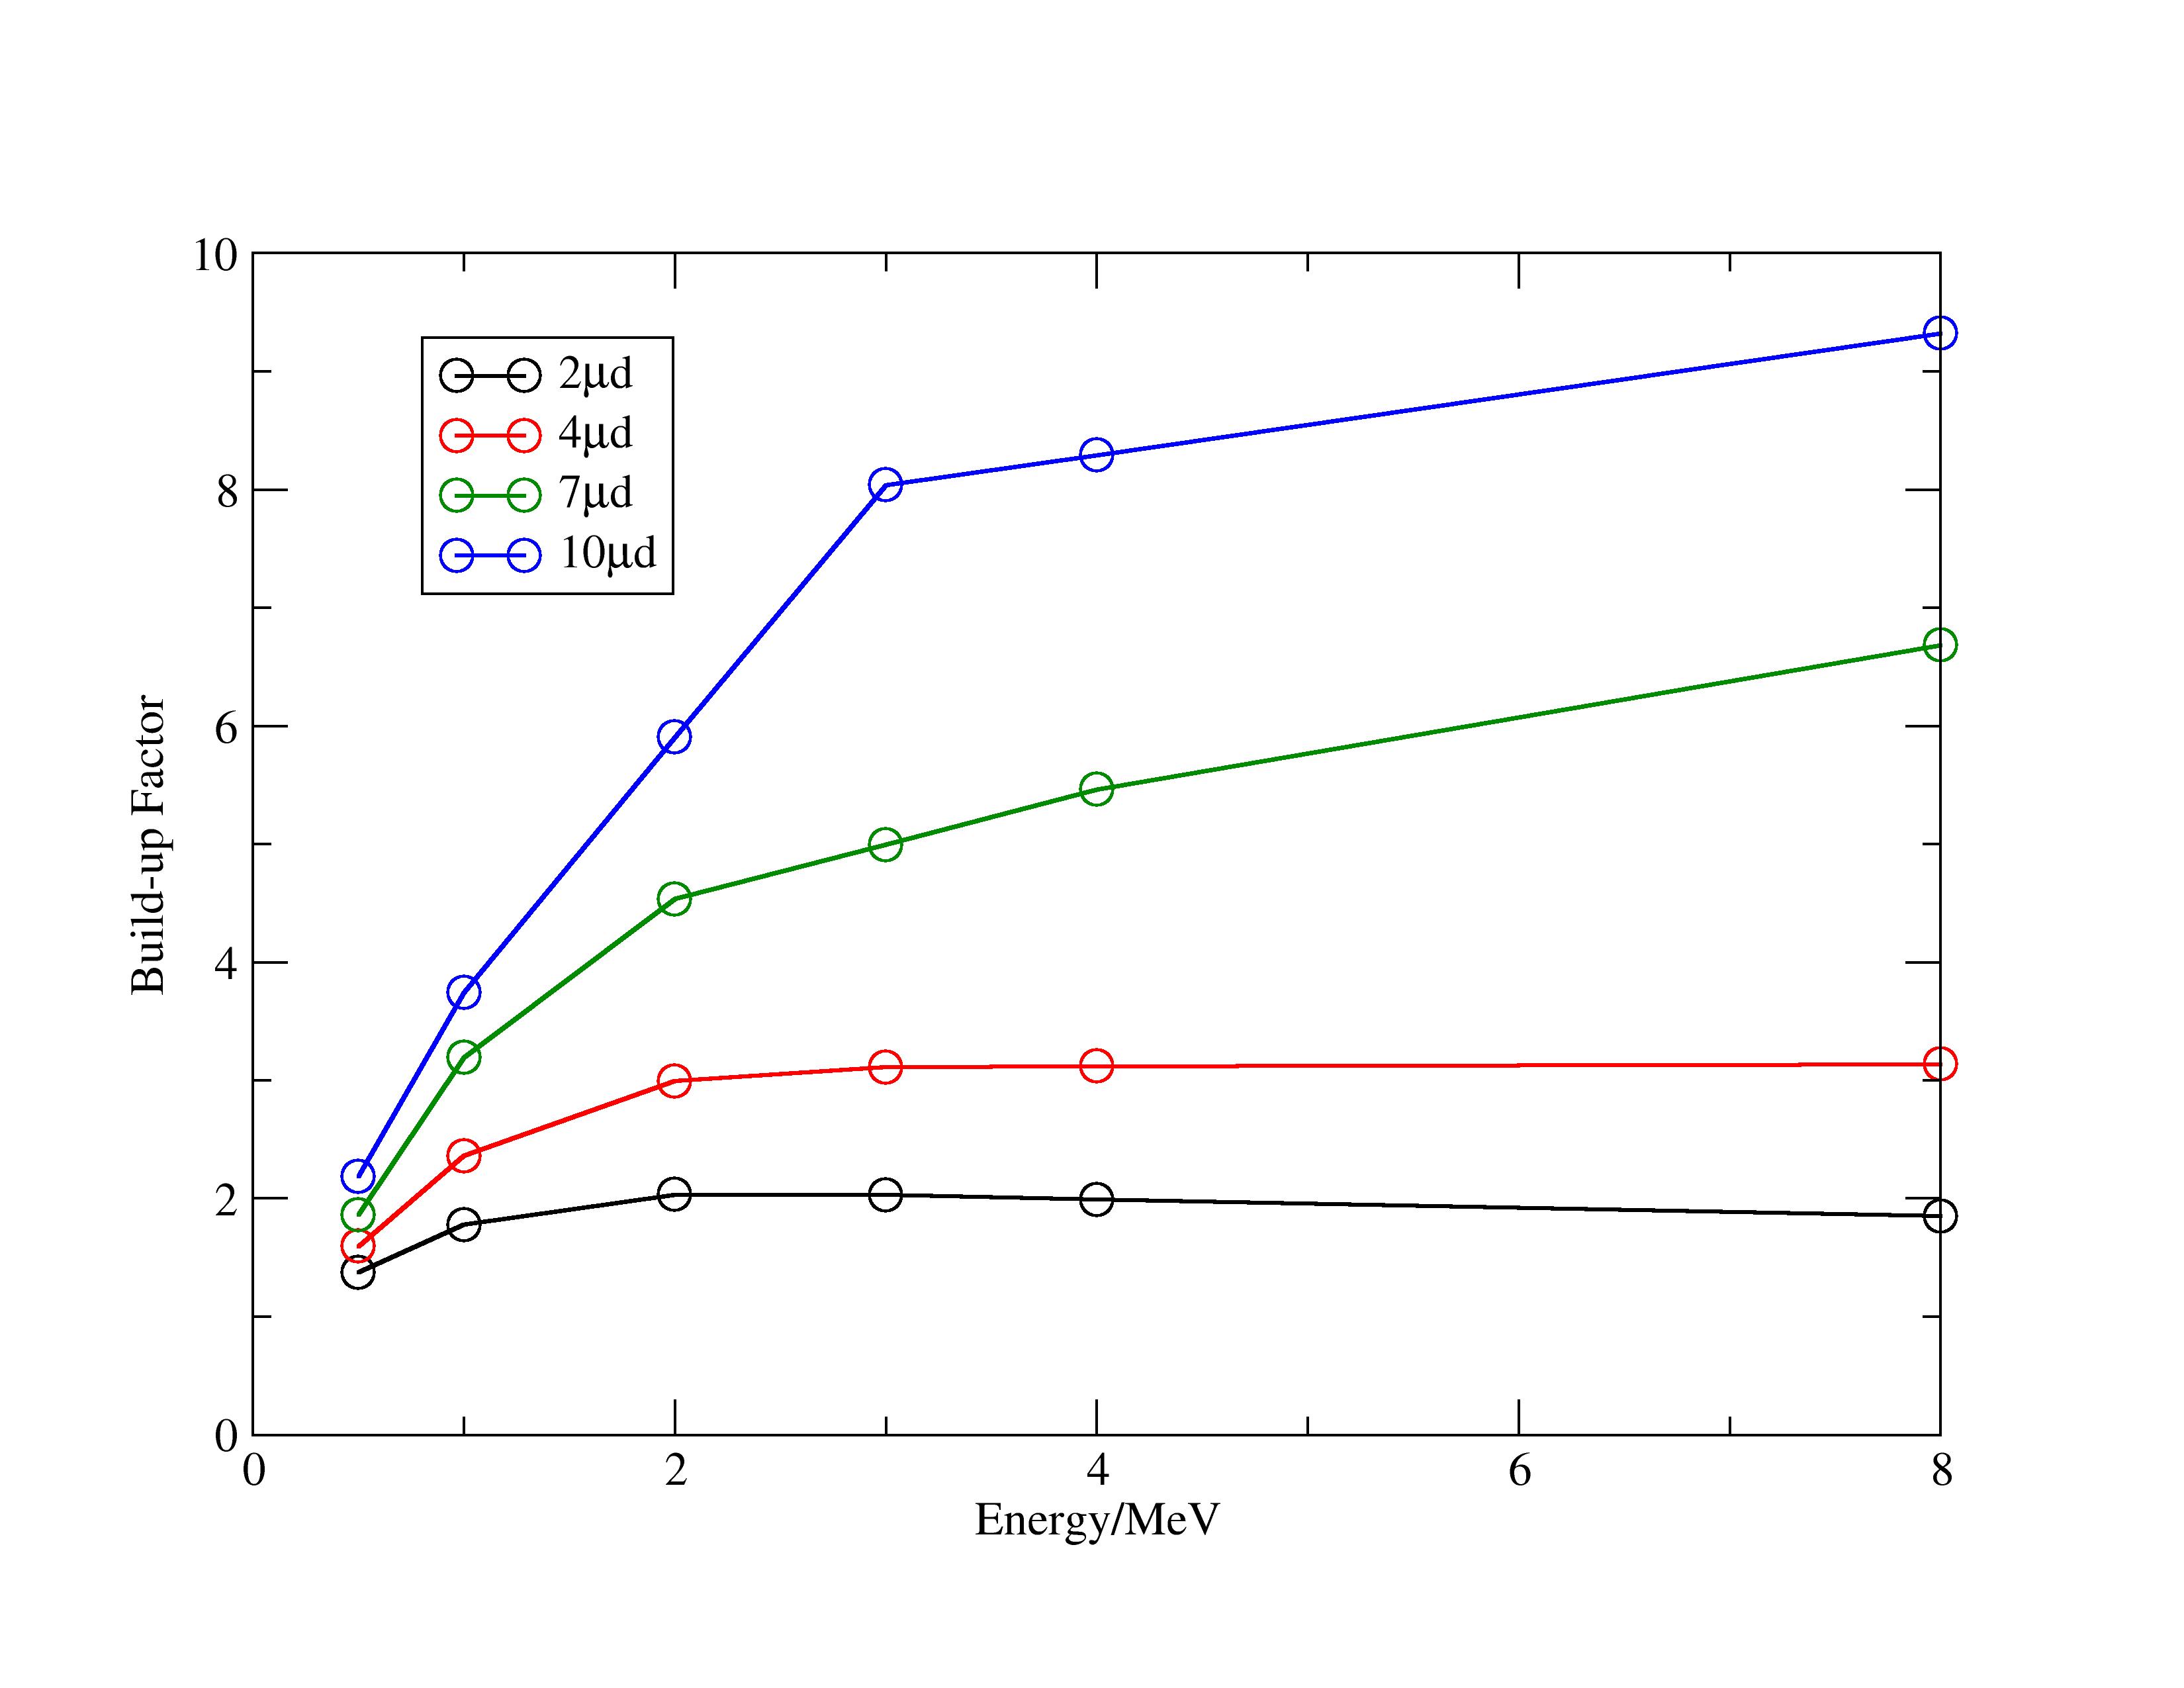 10
8
6
4
2
0
Build-up Factor
2μd
4μd
7μd
10μd
0 2 4 6 8
Energy/MeV